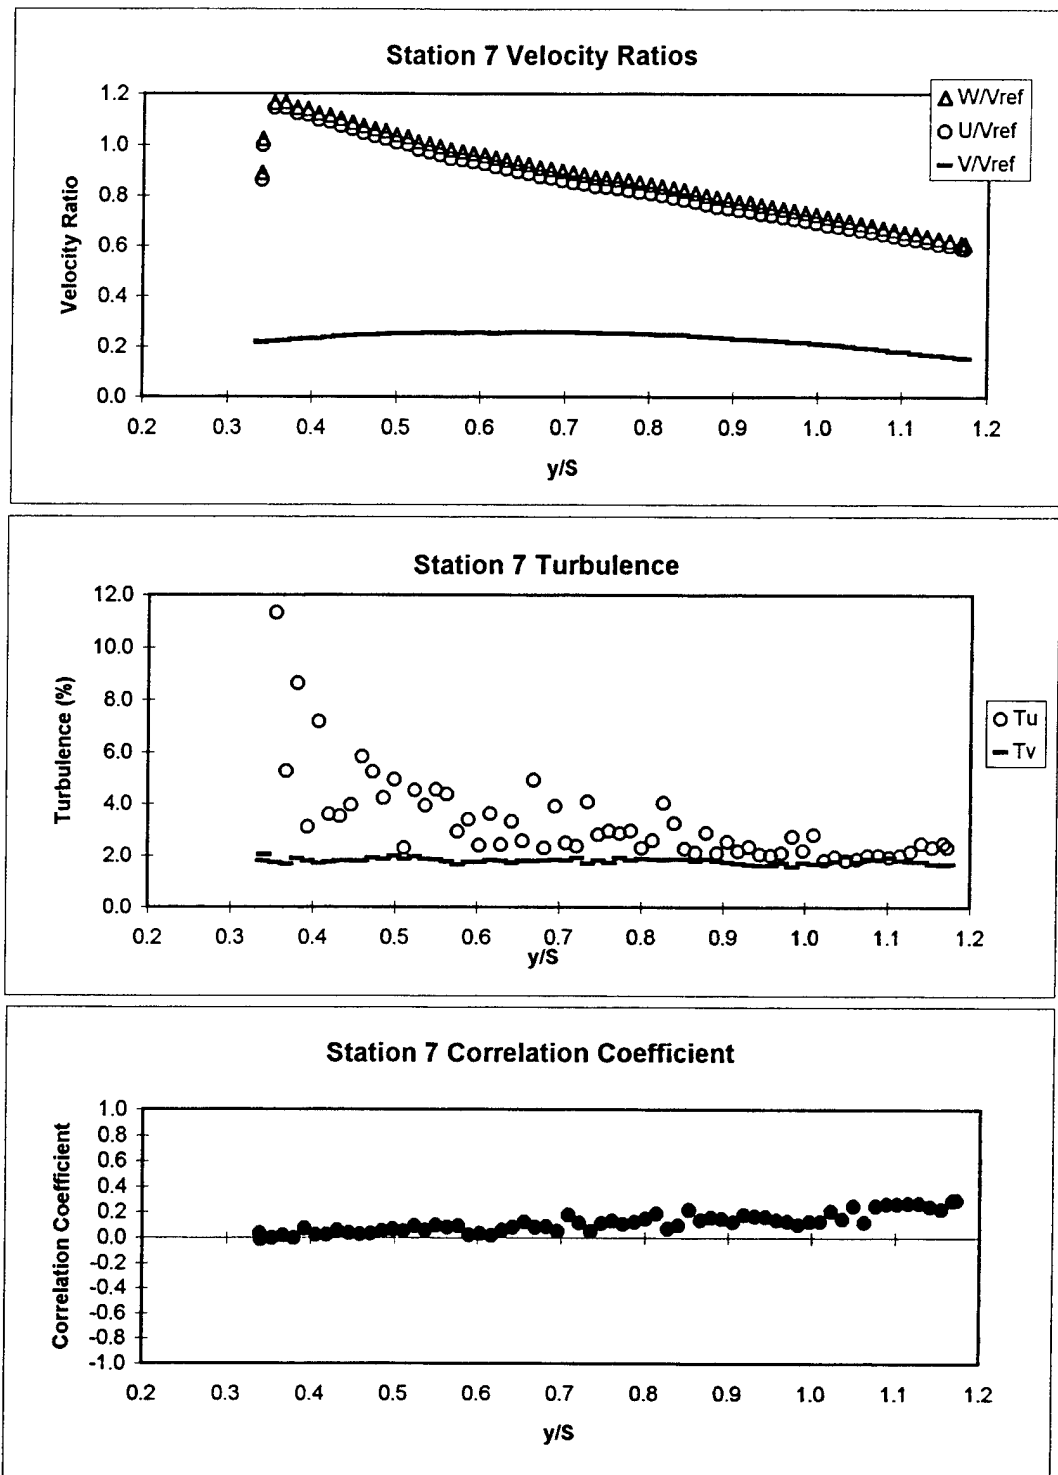 Station 7 Velocity Ratios
Velocity Ratio
1.2
1.0
0.8
0.6
0.4
0.2
0.0
0.2 0.3 0.4 0.5 0.6 0.7 0.8 0.9 1.0 1.1 1.2
y/S
W/Vref
U/Vref
V/Vref
Station 7 Turbulence
Turbulence (%)
12.0
10.0
8.0
6.0
4.0
2.0
0.0
0.2 0.3 0.4 0.5 0.6 0.7 0.8 0.9 1.0 1.1 1.2
y/S
Tu
Tv
Station 7 Correlation Coefficient
Correlation Coefficient
1.0
0.8
0.6
0.4
0.2
0.0
-0.2
-0.4
-0.6
-0.8
-1.0
0.2 0.3 0.4 0.5 0.6 0.7 0.8 0.9 1.0 1.1 1.2
y/S